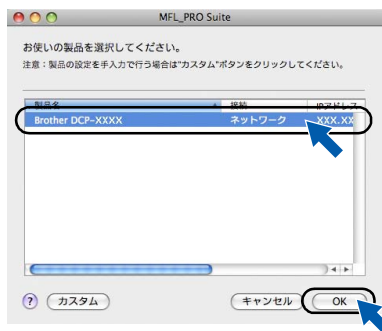 MFL_PRO Suite
お使いの製品を選択してください。
注意：製品の設定を手入力で行う場合は"カスタム"ボタンをクリックしてください。
製品名 接続 IPアドレス
Brother DCP-XXXX ネットワーク XXX.XX
? カスタム キャンセル OK